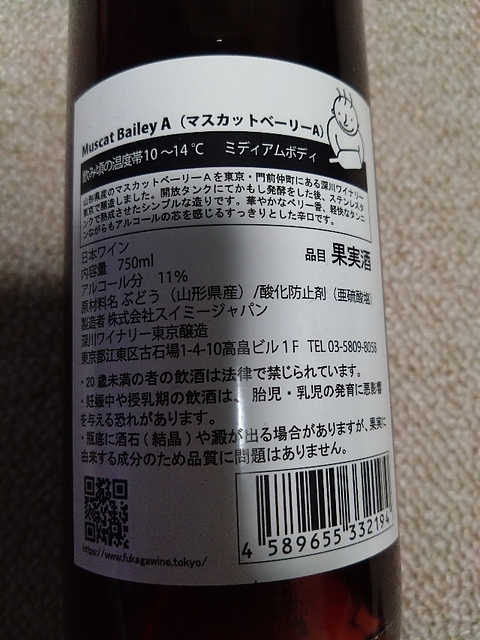 Muscat Bailey A（マスカットベーリーA）
飲み頃の温度帯10～14℃　ミディアムボディ
山形県産のマスカットベーリーAを東京・門前仲町にある深川ワイナリー
東京で醸造しました。開放タンクにてかもし発酵をした後、ステンレスタ
ンクで熟成させたシンプルな造りです。華やかなベリー香、軽快なタンニ
ンながらもアルコールの芯を感じるすっきりとした辛口です。
日本ワイン
品目 果実酒
内容量　750ml
アルコール分　11%
原材料名 ぶどう（山形県産）/酸化防止剤（亜硫酸塩）
製造者 株式会社スイミージャパン
深川ワイナリー東京醸造
東京都江東区古石場1-4-10高畠ビル1F　TEL 03-5809-8058
・20歳未満の者の飲酒は法律で禁じられています。
・妊娠中や授乳期の飲酒は、胎児・乳児の発育に悪影響
を与える恐れがあります。
・瓶底に酒石(結晶)や澱が出る場合がありますが、果実に
由来する成分のため品質に問題はありません。
https://www.fukagawine.tokyo/
4 589655 332194